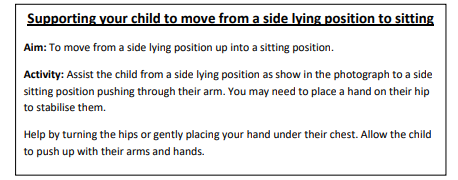 Supporting your child to move from a side lying position to sitting
Aim: To move from a side lying position up into a sitting position.
Activity: Assist the child from a side lying position as show in the photograph to a side
sitting position pushing through their arm. You may need to place a hand on their hip
to stabilise them.
Help by turning the hips or gently placing your hand under their chest. Allow the child
to push up with their arms and hands.